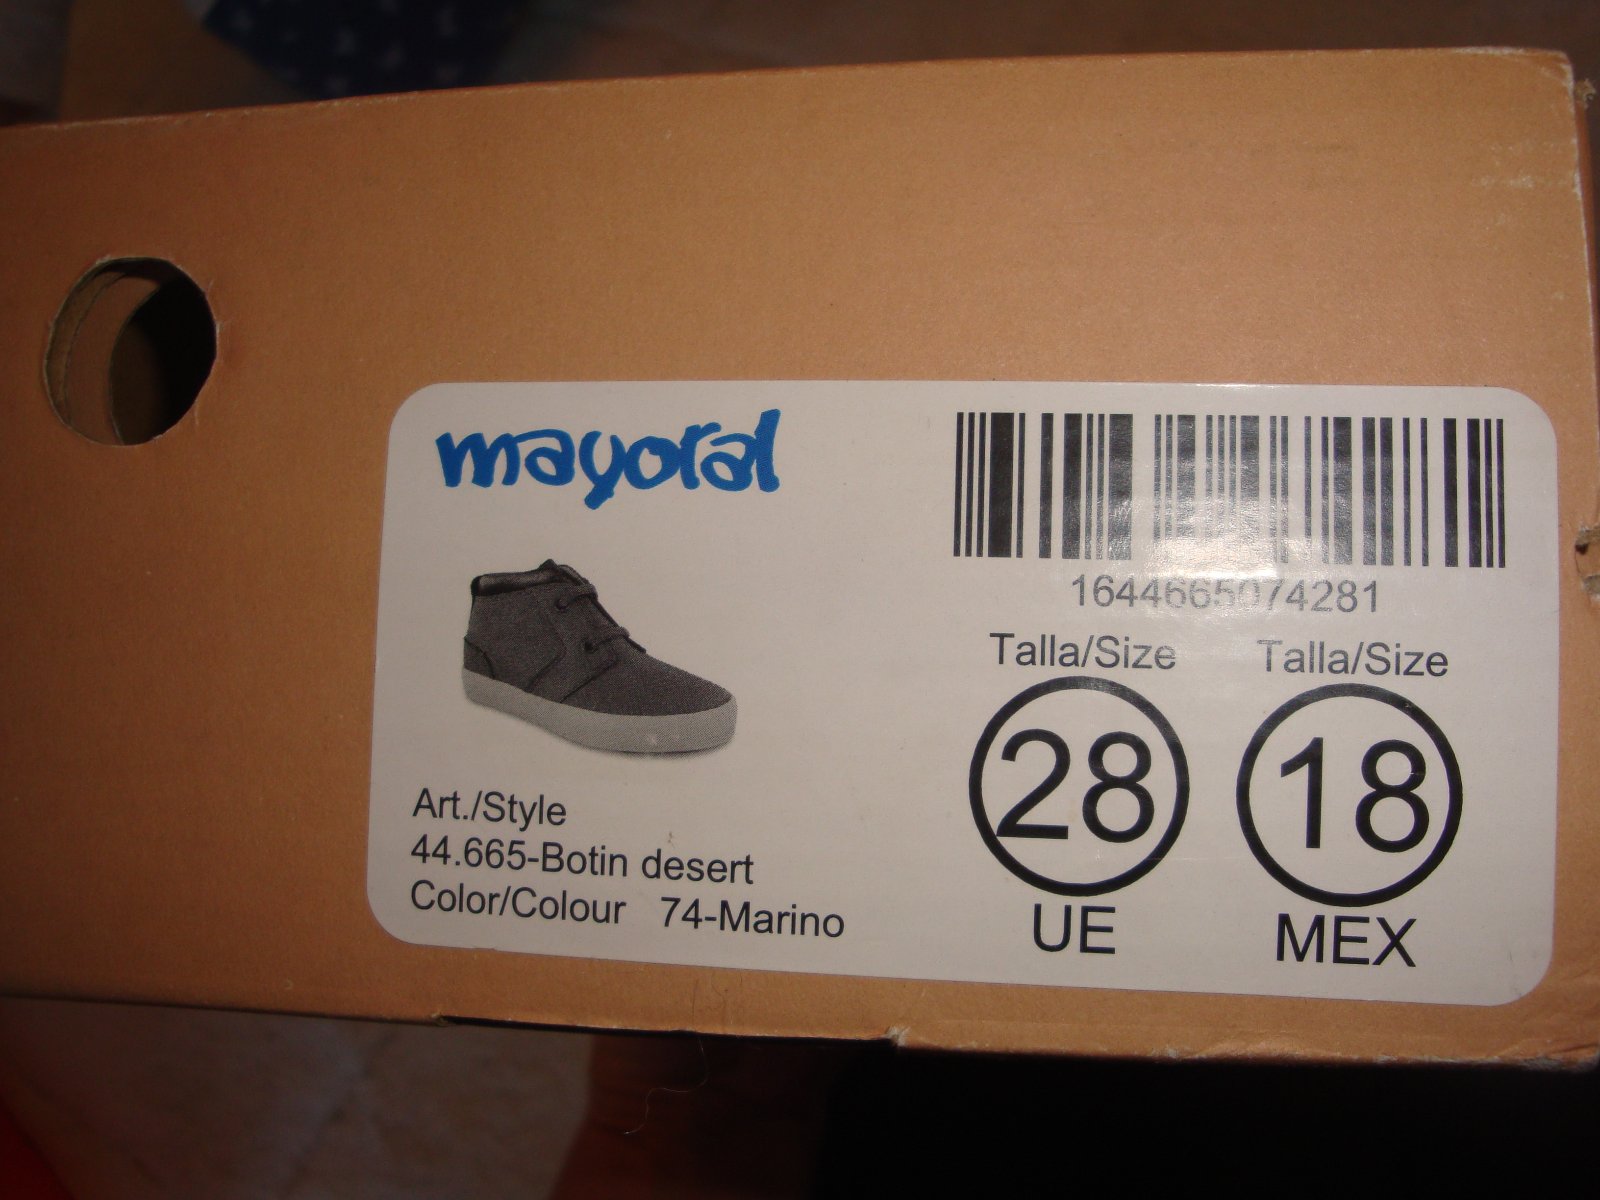 mayoral
1644665074281
Talla/Size Talla/Size
28 18
UE MEX
Art./Style
44.665-Botin desert
Color/Colour 74-Marino